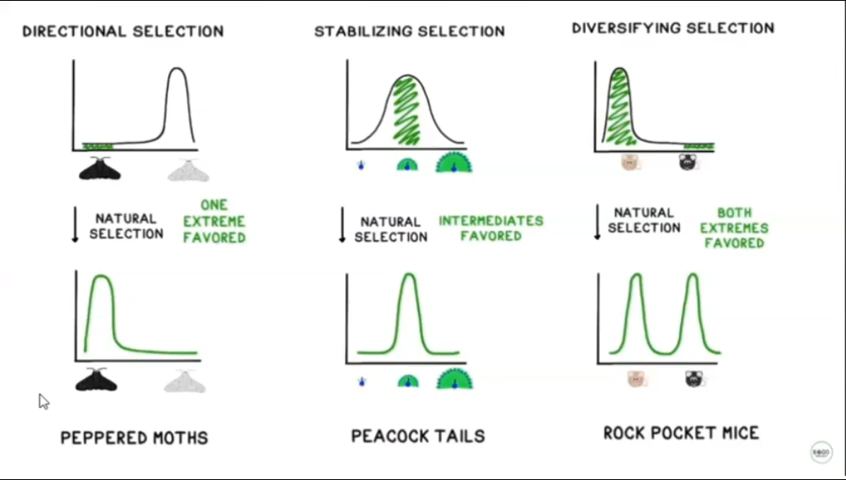 DIRECTIONAL SELECTION
STABILIZING SELECTION
DIVERSIFYING SELECTION
NATURAL
SELECTION
ONE
EXTREME
FAVORED
NATURAL
SELECTION
INTERMEDIATES
FAVORED
NATURAL
SELECTION
BOTH
EXTREMES
FAVORED
PEPPERED MOTHS
PEACOCK TAILS
ROCK POCKET MICE